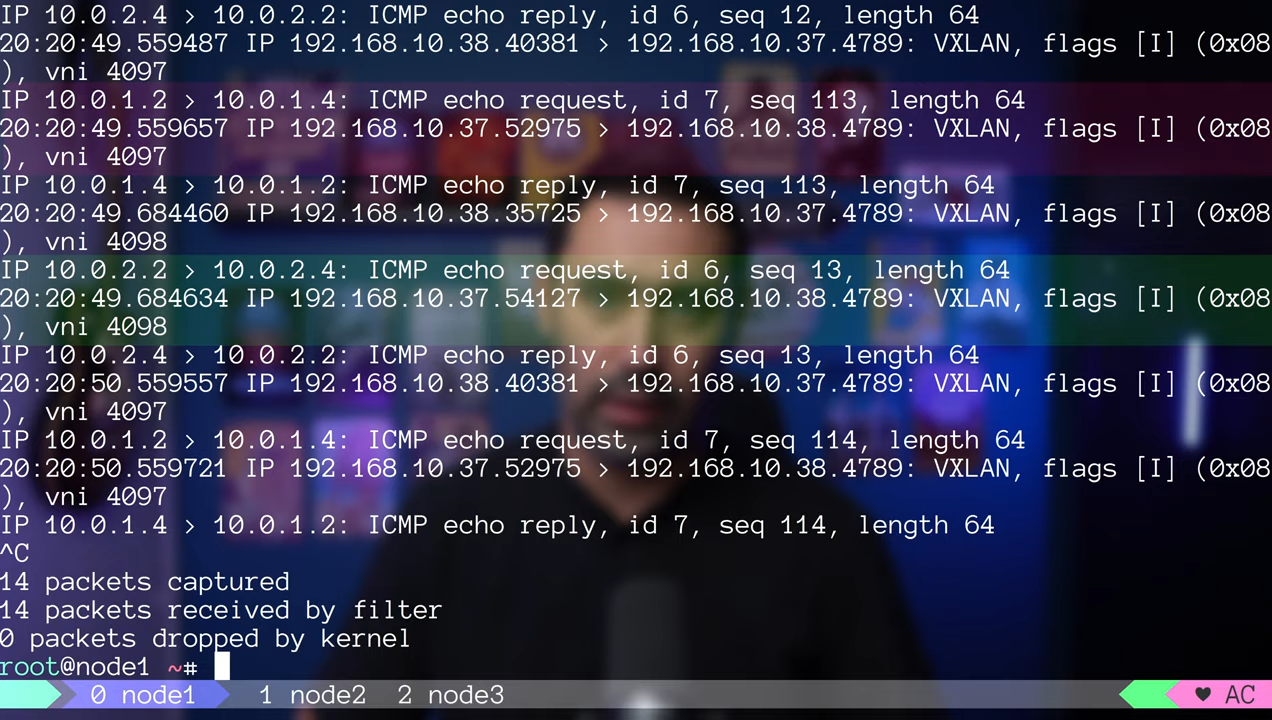 IP 10.0.2.4 > 10.0.2.2: ICMP echo reply, id 6, seq 12, length 64
20:20:49.559487 IP 192.168.10.38.40381 > 192.168.10.37.4789: VXLAN, flags [I] (0x08
), vni 4097
IP 10.0.1.2 > 10.0.1.4: ICMP echo request, id 7, seq 113, length 64
20:20:49.559657 IP 192.168.10.37.52975 > 192.168.10.38.4789: VXLAN, flags [I] (0x08
), vni 4097
IP 10.0.1.4 > 10.0.1.2: ICMP echo reply, id 7, seq 113, length 64
20:20:49.684460 IP 192.168.10.38.35725 > 192.168.10.37.4789: VXLAN, flags [I] (0x08
), vni 4098
IP 10.0.2.2 > 10.0.2.4: ICMP echo request, id 6, seq 13, length 64
20:20:49.684634 IP 192.168.10.37.54127 > 192.168.10.38.4789: VXLAN, flags [I] (0x08
), vni 4098
IP 10.0.2.4 > 10.0.2.2: ICMP echo reply, id 6, seq 13, length 64
20:20:50.559557 IP 192.168.10.38.40381 > 192.168.10.37.4789: VXLAN, flags [I] (0x08
), vni 4097
IP 10.0.1.2 > 10.0.1.4: ICMP echo request, id 7, seq 114, length 64
20:20:50.559721 IP 192.168.10.37.52975 > 192.168.10.38.4789: VXLAN, flags [I] (0x08
), vni 4097
IP 10.0.1.4 > 10.0.1.2: ICMP echo reply, id 7, seq 114, length 64
^C
14 packets captured
14 packets received by filter
0 packets dropped by kernel
root@node1 ~#
0 node1 1 node2 2 node3 ♥ AC